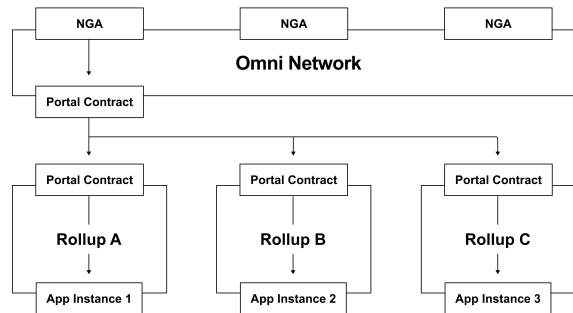 NGA
NGA
NGA
Omni Network
Portal Contract
Portal Contract
Portal Contract
Portal Contract
Rollup A
Rollup B
Rollup C
App Instance 1
App Instance 2
App Instance 3